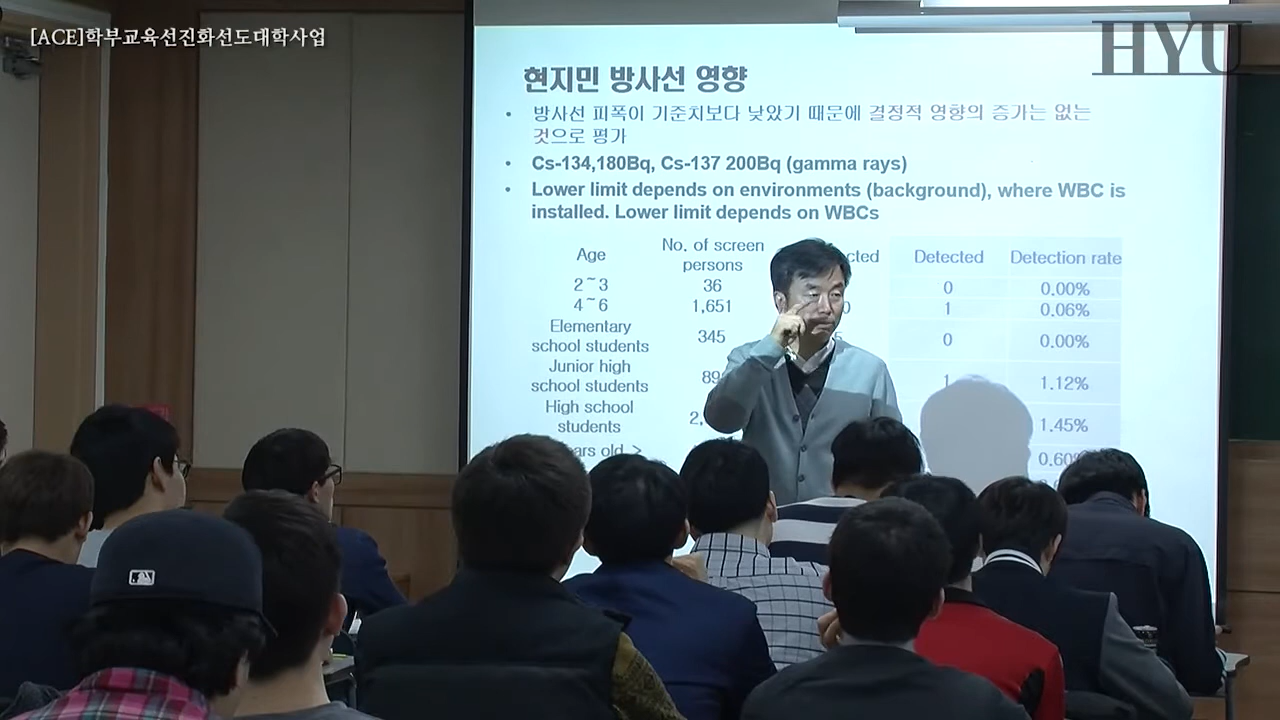 [ACE]학부교육선진화선도대학사업
HYU
현지민 방사선 영향
• 방사선 피폭이 기준치보다 낮았기 때문에 결정적 영향의 증가는 없는
것으로 평가
• Cs-134,180Bq, Cs-137 200Bq (gamma rays)
• Lower limit depends on environments (background), where WBC is
installed. Lower limit depends on WBCs
Age No. of screen persons Detected Detection rate
2~3 36 0 0.00%
4~6 1,651 1 0.06%
Elementary school students 345 0 0.00%
Junior high school students 1 1.12%
High school students 1.45%
old >